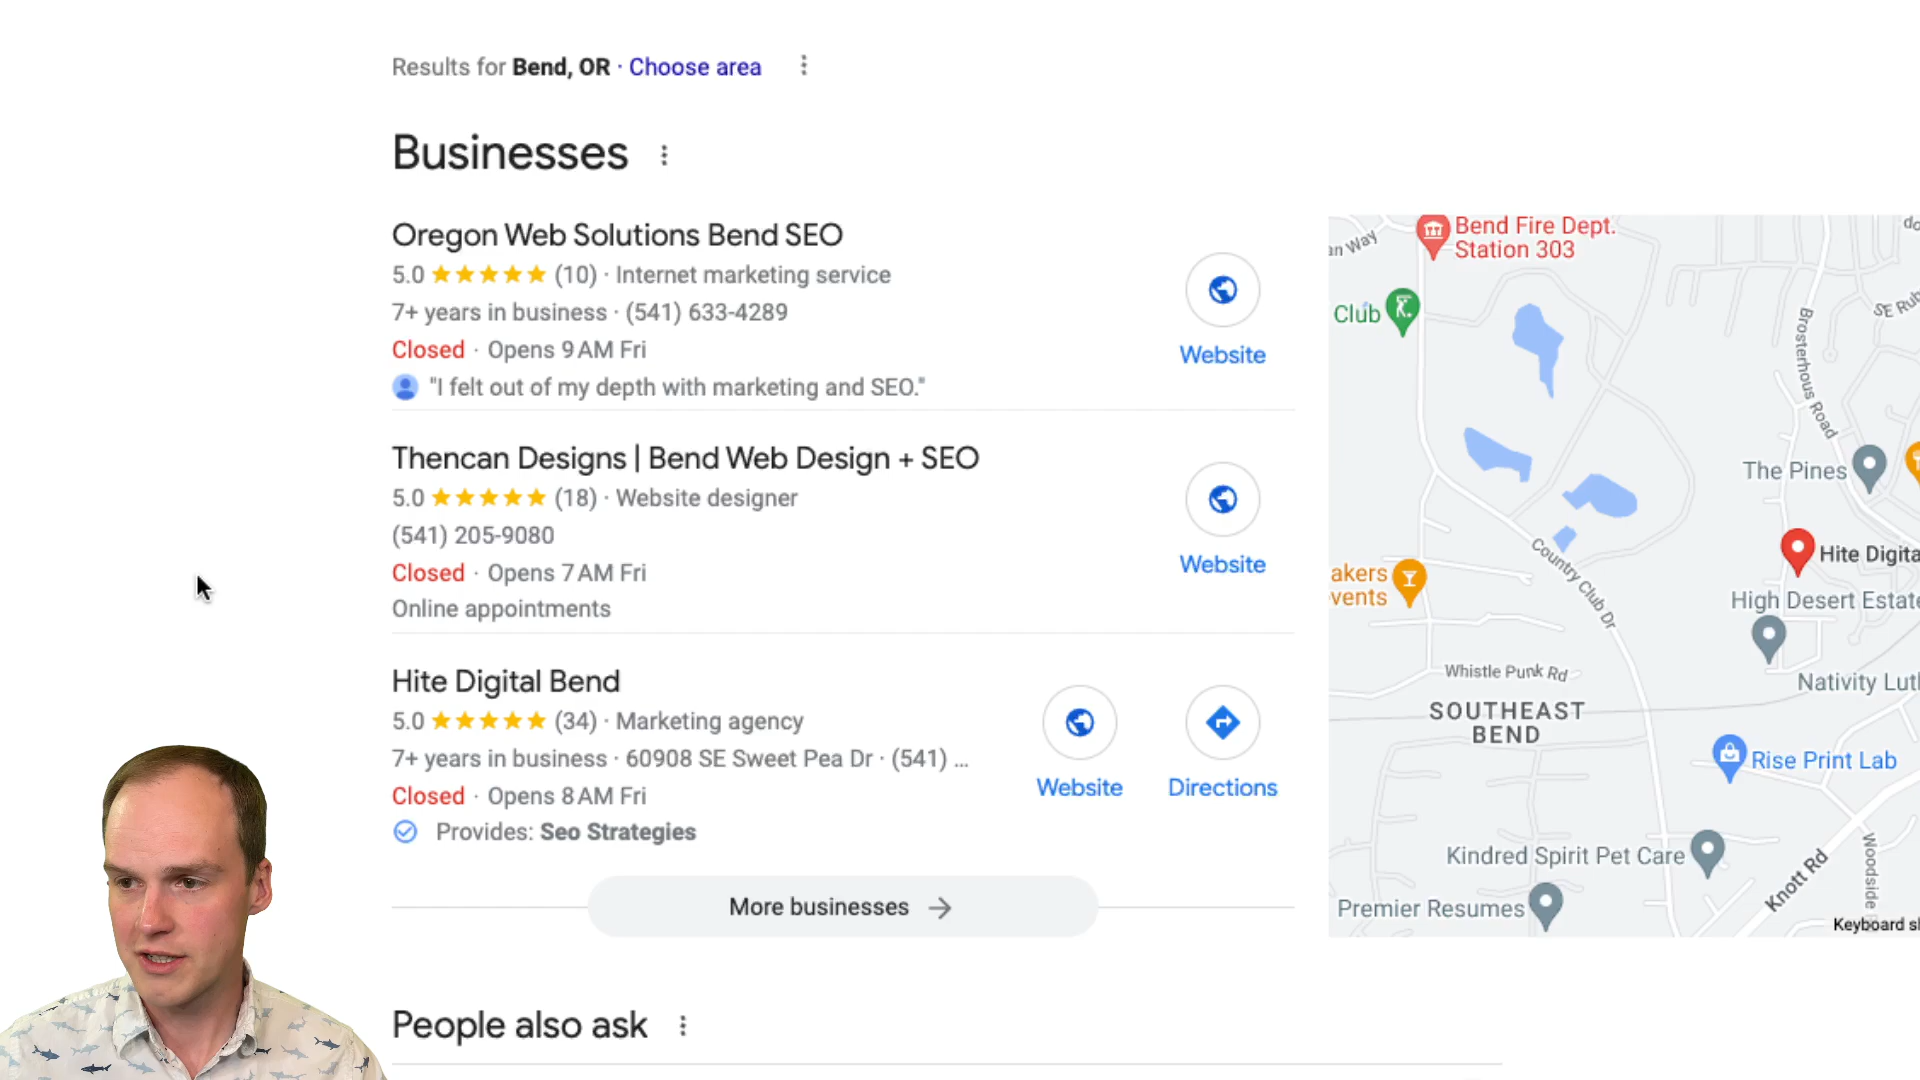 Results for Bend, OR · Choose area
Businesses
Oregon Web Solutions Bend SEO
5.0 (10) · Internet marketing service
7+ years in business · (541) 633-4289
Closed · Opens 9 AM Fri
"I felt out of my depth with marketing and SEO."
Website
Thencan Designs | Bend Web Design + SEO
5.0 (18) · Website designer
(541) 205-9080
Closed · Opens 7 AM Fri
Online appointments
Website
Hite Digital Bend
5.0 (34) · Marketing agency
7+ years in business · 60908 SE Sweet Pea Dr · (541) ...
Closed · Opens 8 AM Fri
Provides: Seo Strategies
Website
Directions
More businesses
People also ask
Bend Fire Dept.
Station 303
Club
Brosterhous Road
The Pines
Hite Digita
High Desert Estate
Country Club Dr
Whistle Punk Rd
SOUTHEAST
BEND
Rise Print Lab
Kindred Spirit Pet Care
Premier Resumes
Knott Rd
Woodside